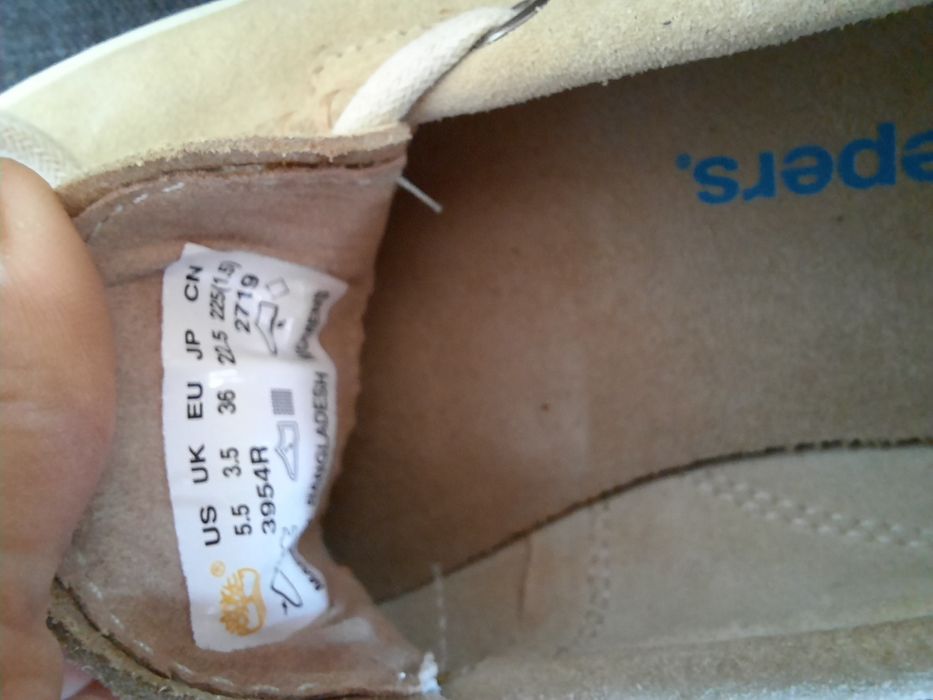 US UK EU JP CN
5.5 3.5 36 22.5 225(1.5)
3954R 2719
BANGLADESH
epers.